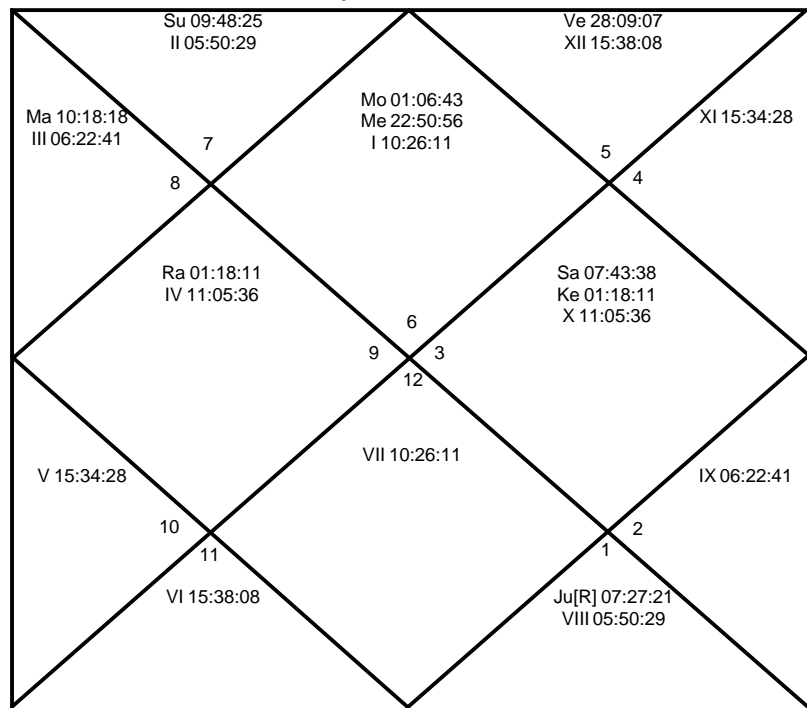 Su 09:48:25
II 05:50:29
Ve 28:09:07
XII 15:38:08
Ma 10:18:18
III 06:22:41
Mo 01:06:43
Me 22:50:56
I 10:26:11
XI 15:34:28
7
5
8
4
Ra 01:18:11
IV 11:05:36
Sa 07:43:38
Ke 01:18:11
X 11:05:36
6
9
3
12
VII 10:26:11
V 15:34:28
IX 06:22:41
10
2
11
1
VI 15:38:08
Ju[R] 07:27:21
VIII 05:50:29